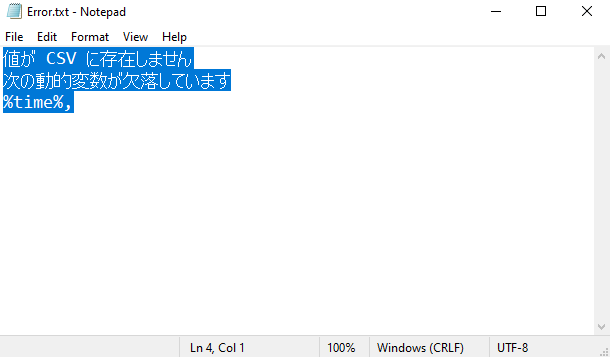 Error.txt - Notepad
File Edit Format View Help
値が CSV に存在しません
次の動的変数が欠落しています
%time%,
Ln 4, Col 1 100% Windows (CRLF) UTF-8